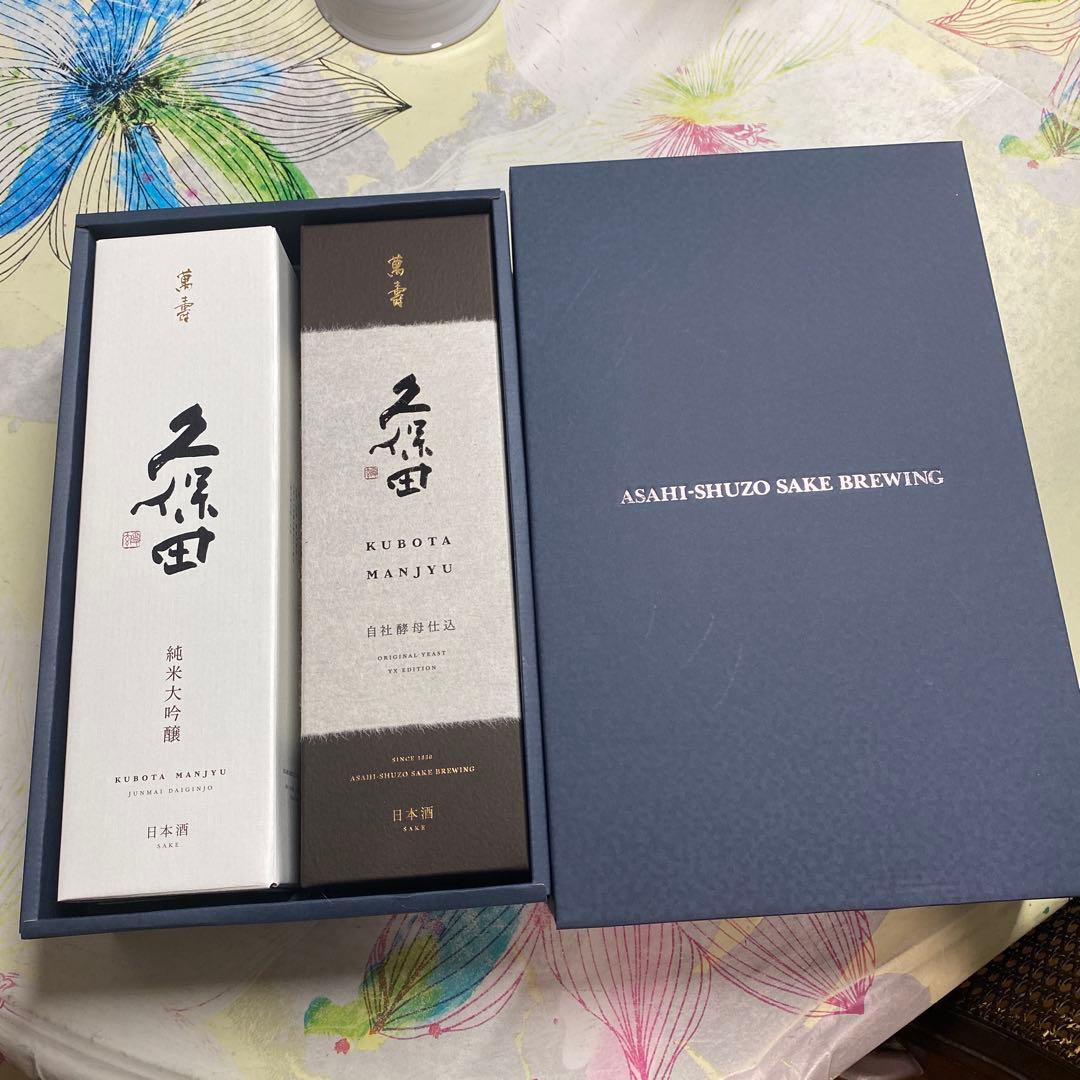 萬壽
久保田
純米大吟醸
KUBOTA MANJYU
JUNMAI DAIGINJO
日本酒
SAKE
萬壽
久保田
KUBOTA
MANJYU
自社酵母仕込
ORIGINAL YEAST
YX EDITION
SINCE 1830
ASAHI-SHUZO SAKE BREWING
日本酒
SAKE
ASAHI-SHUZO SAKE BREWING